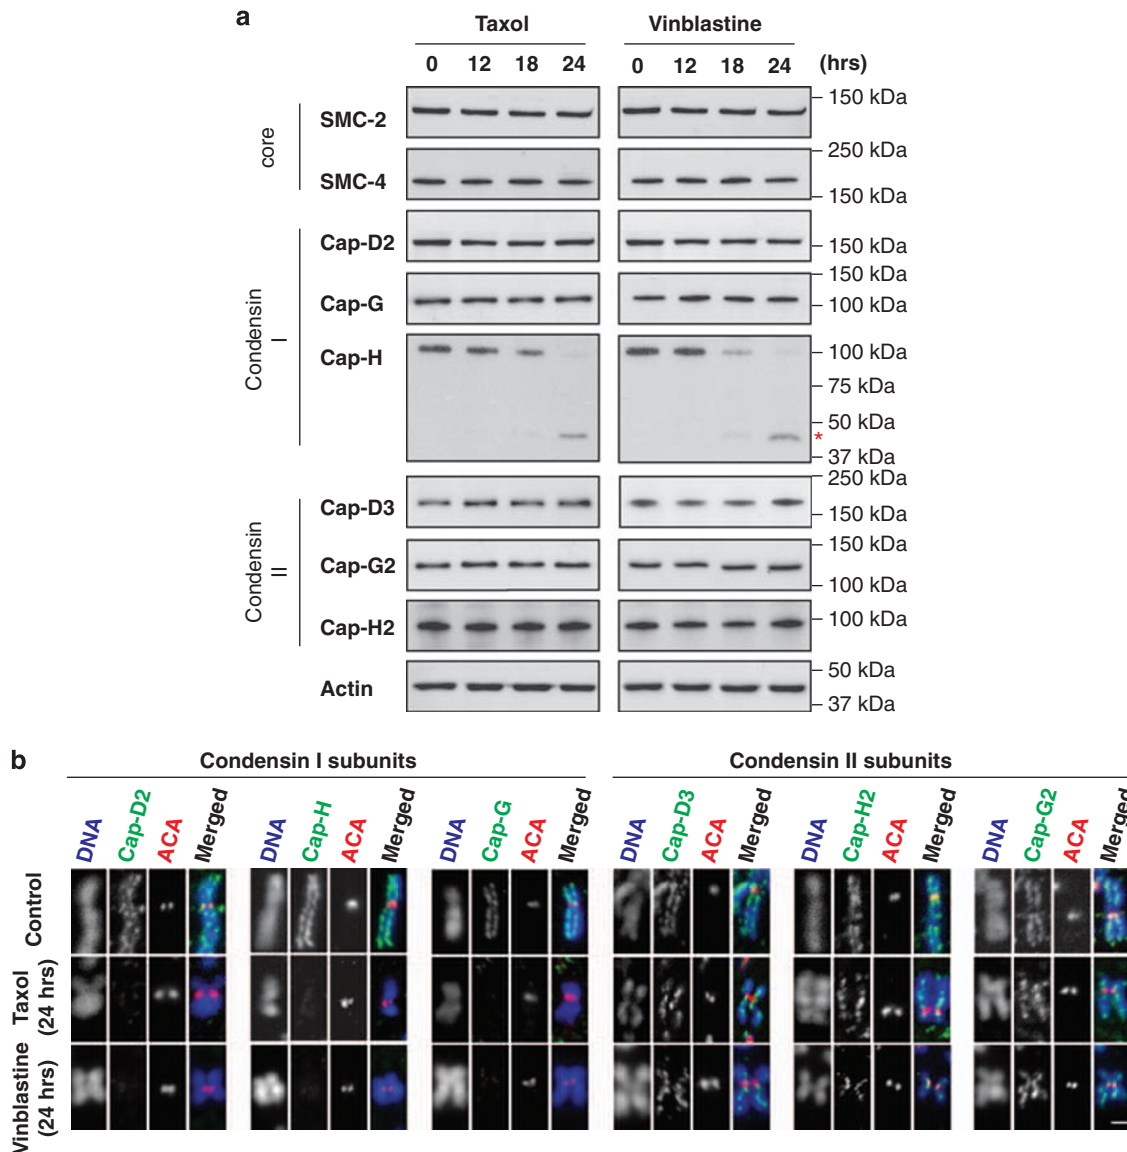 a
Taxol Vinblastine
0 12 18 24 0 12 18 24 (hrs)
core
SMC-2 150 kDa
SMC-4 250 kDa
150 kDa
Condensin I
Cap-D2 150 kDa
Cap-G 150 kDa
100 kDa
Cap-H 100 kDa
75 kDa
50 kDa
*
37 kDa
Condensin II
Cap-D3 250 kDa
150 kDa
Cap-G2 150 kDa
100 kDa
Cap-H2 100 kDa
Actin 50 kDa
37 kDa
b
Condensin I subunits Condensin II subunits
DNA Cap-D2 ACA Merged DNA Cap-H ACA Merged DNA Cap-G ACA Merged DNA Cap-D3 ACA Merged DNA Cap-H2 ACA Merged DNA Cap-G2 ACA Merged
Control
Taxol
(24 hrs)
Vinblastine
(24 hrs)